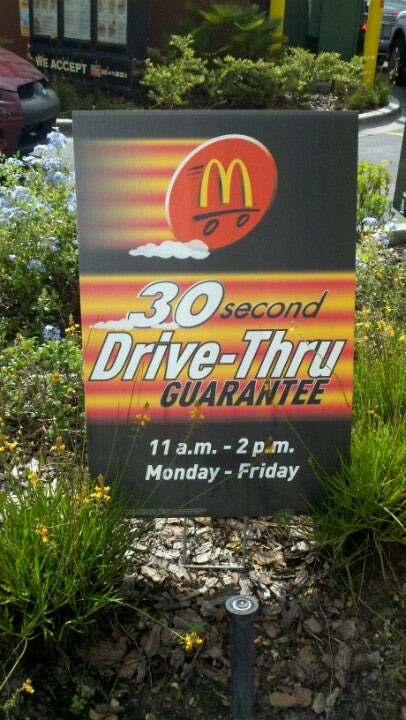 WE ACCEPT
M
30 second
Drive-Thru
GUARANTEE
11 a.m. - 2 p.m.
Monday - Friday